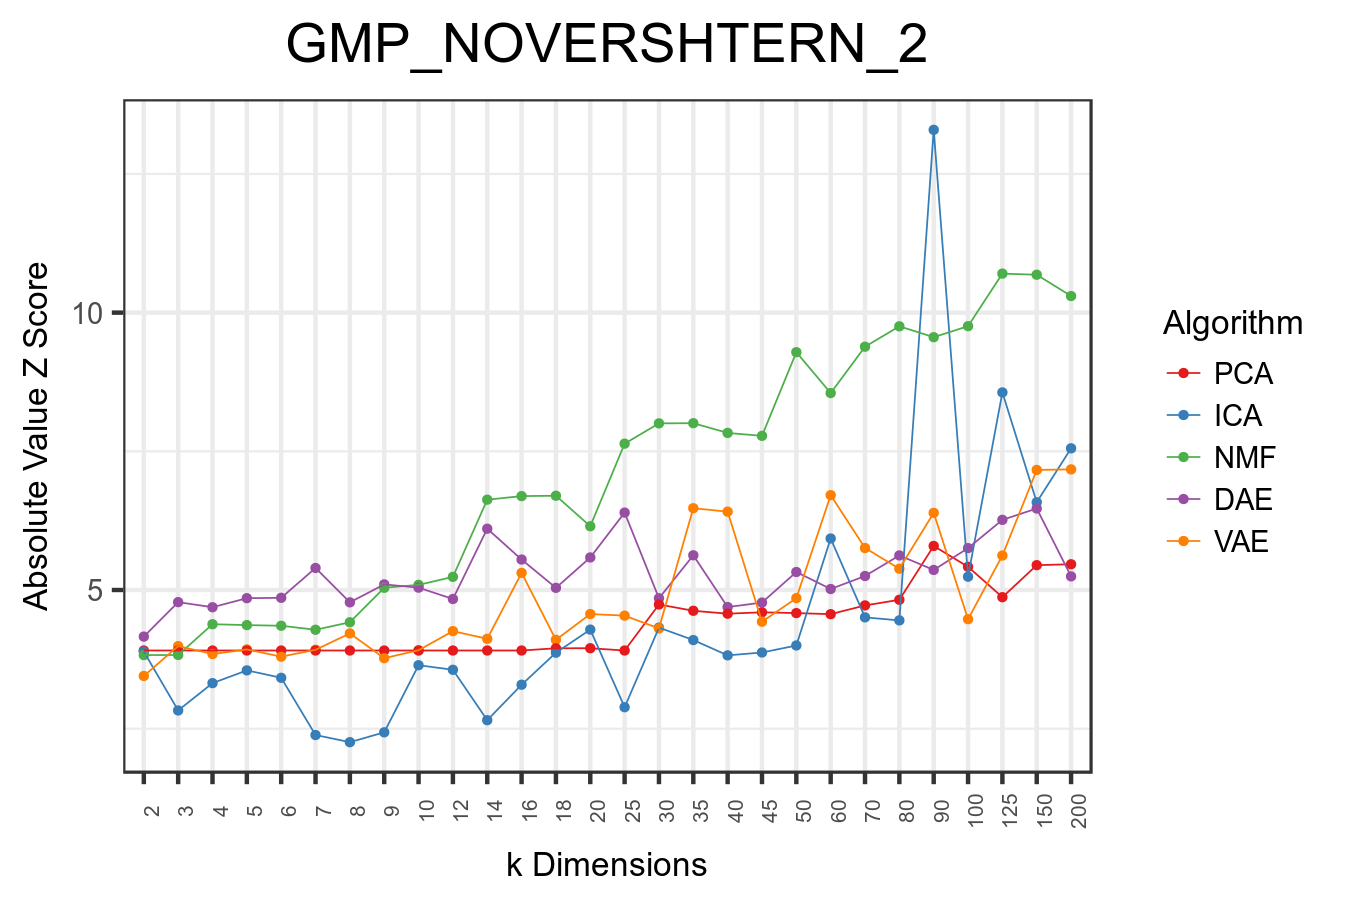 GMP_NOVERSHTERN_2
Absolute Value Z Score
10
5
2 3 4 5 6 7 8 9 10 12 14 16 18 20 25 30 35 40 45 50 60 70 80 90 100 125 150 200
k Dimensions
Algorithm
PCA
ICA
NMF
DAE
VAE